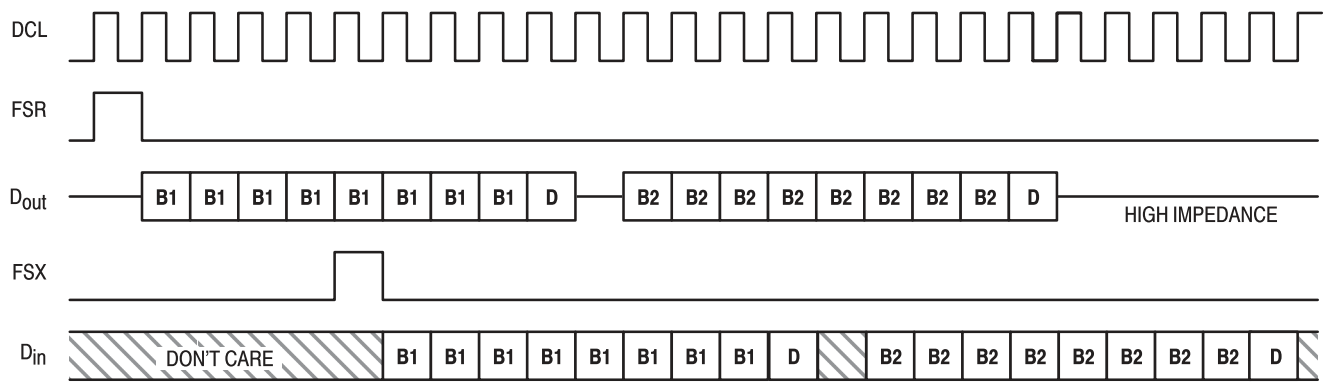 DCL
FSR
Dout B1 B1 B1 B1 B1 B1 B1 B1 D B2 B2 B2 B2 B2 B2 B2 B2 D
HIGH IMPEDANCE
FSX
Din DON'T CARE B1 B1 B1 B1 B1 B1 B1 B1 D B2 B2 B2 B2 B2 B2 B2 B2 D